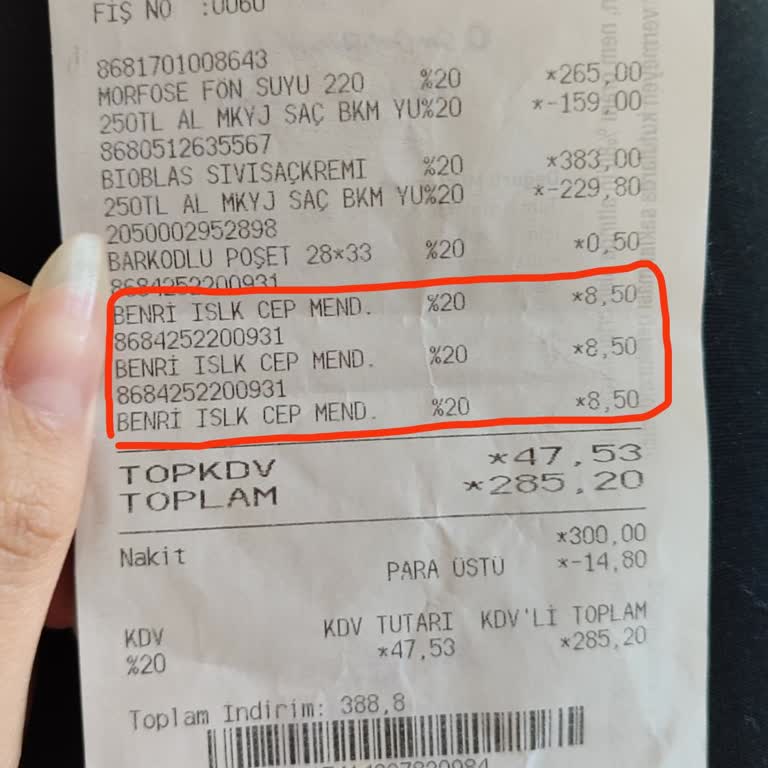 FİŞ NO :0060
8681701008643
MORFOSE FÖN SUYU 220 %20 *265,00
250TL AL MKYJ SAÇ BKM YU%20 *-159,00
8680512635567
BIOBLAS SIVISAÇKREMI %20 *383,00
250TL AL MKYJ SAÇ BKM YU%20 *-229,80
2050002952898
BARKODLU POŞET 28*33 %20 *0,50
8684252200931
BENRİ ISLK CEP MEND. %20 *8,50
8684252200931
BENRİ ISLK CEP MEND. %20 *8,50
8684252200931
BENRİ ISLK CEP MEND. %20 *8,50
TOPKDV *47,53
TOPLAM *285,20
Nakit *300,00
PARA ÜSTÜ *-14,80
KDV KDV TUTARI KDV'Lİ TOPLAM
%20 *47,53 *285,20
Toplam Indirim: 388,8